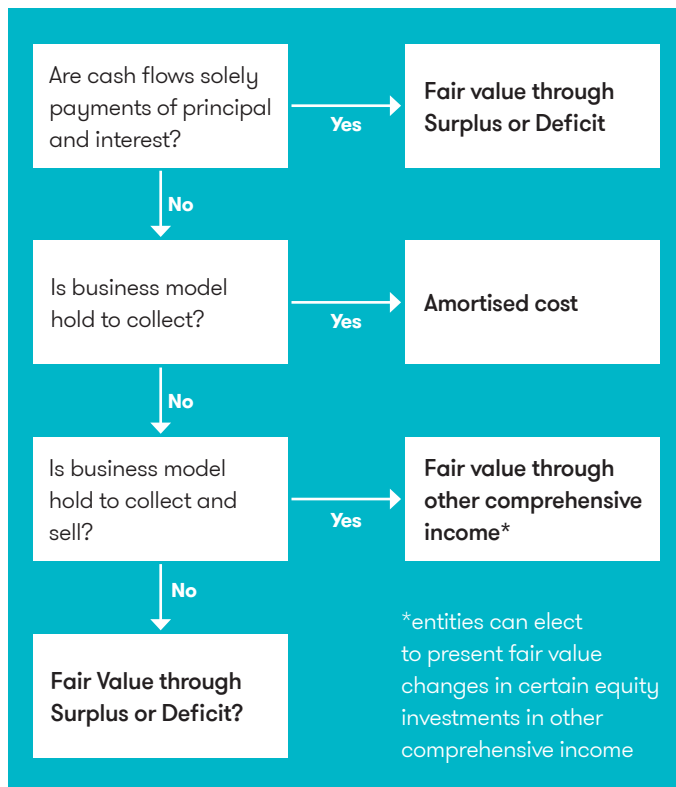 Are cash flows solely
payments of principal
and interest?
Yes
Fair value through
Surplus or Deficit
No
Is business model
hold to collect?
Yes
Amortised cost
No
Is business model
hold to collect and
sell?
Yes
Fair value through
other comprehensive
income*
No
Fair Value through
Surplus or Deficit?
*entities can elect
to present fair value
changes in certain equity
investments in other
comprehensive income